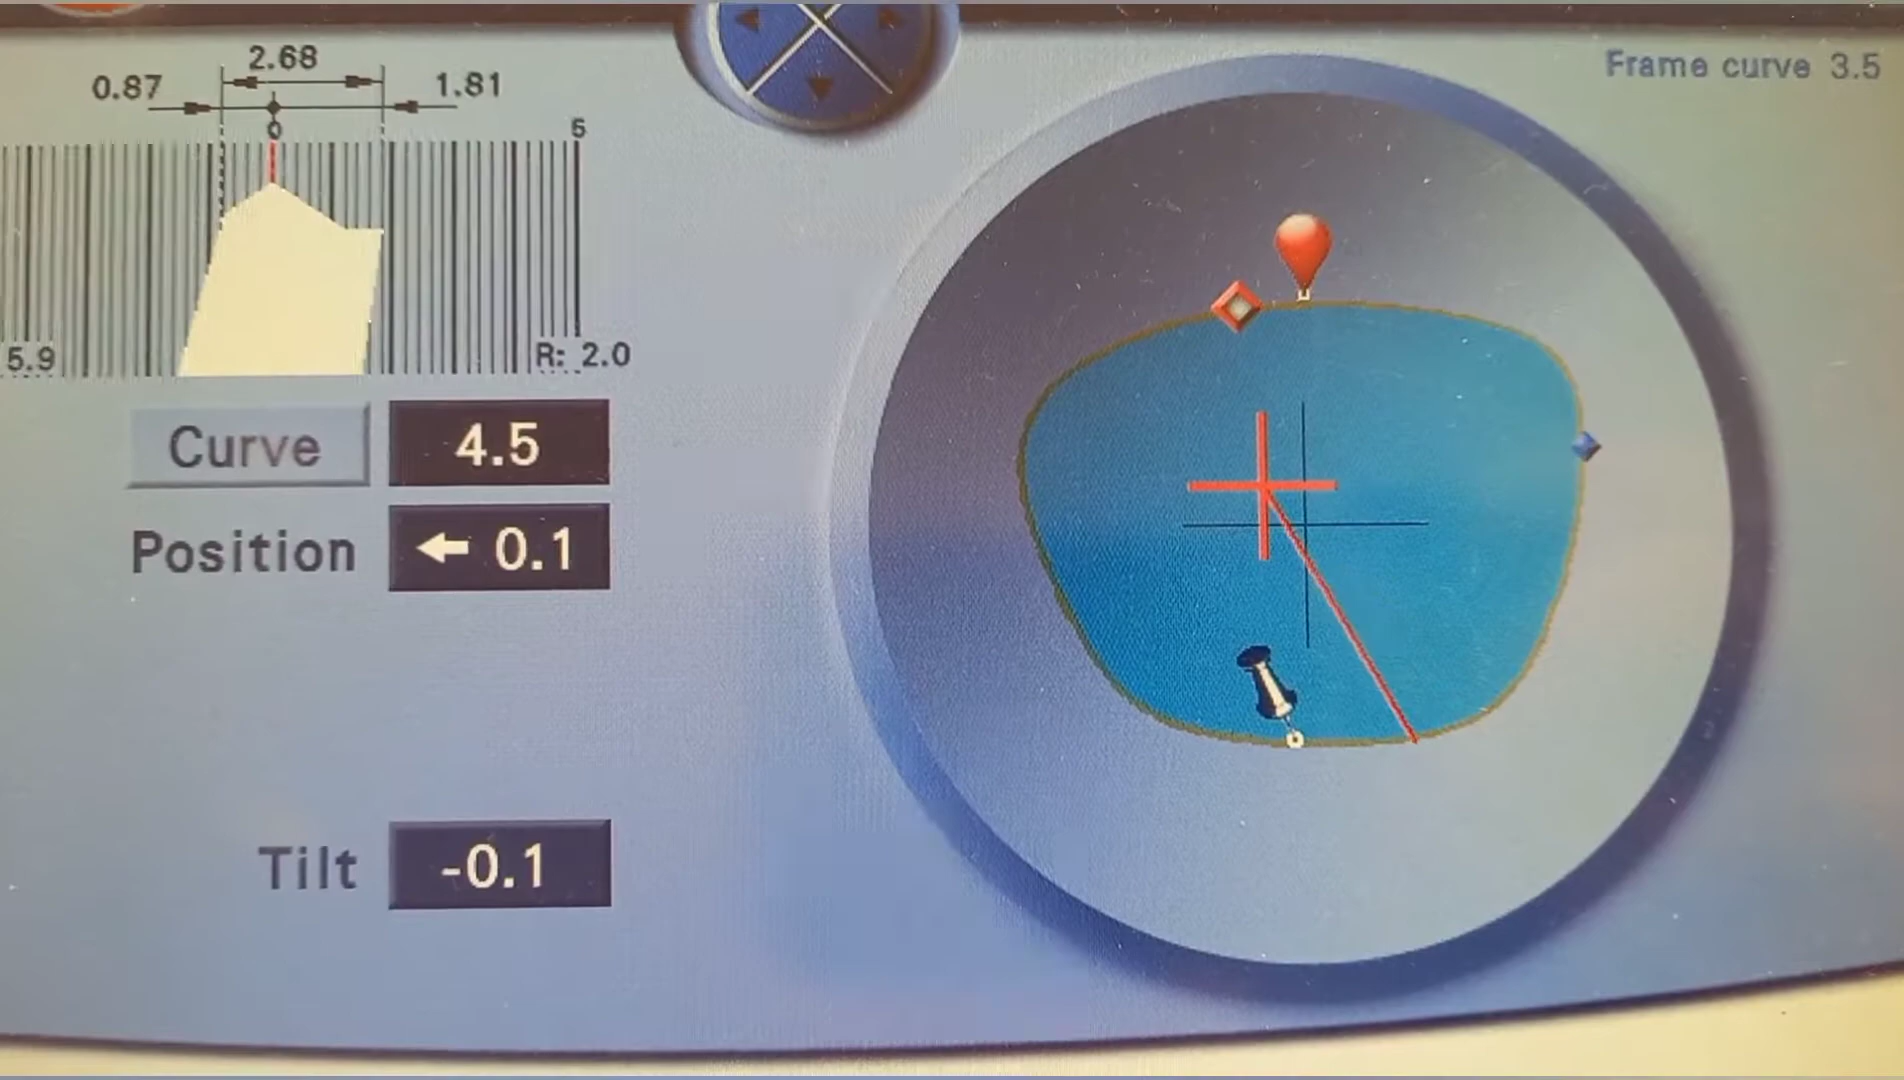 2.68
0.87
1.81
0
5
5.9
R: 2.0
Curve
4.5
Position
0.1
Tilt
-0.1
Frame curve 3.5